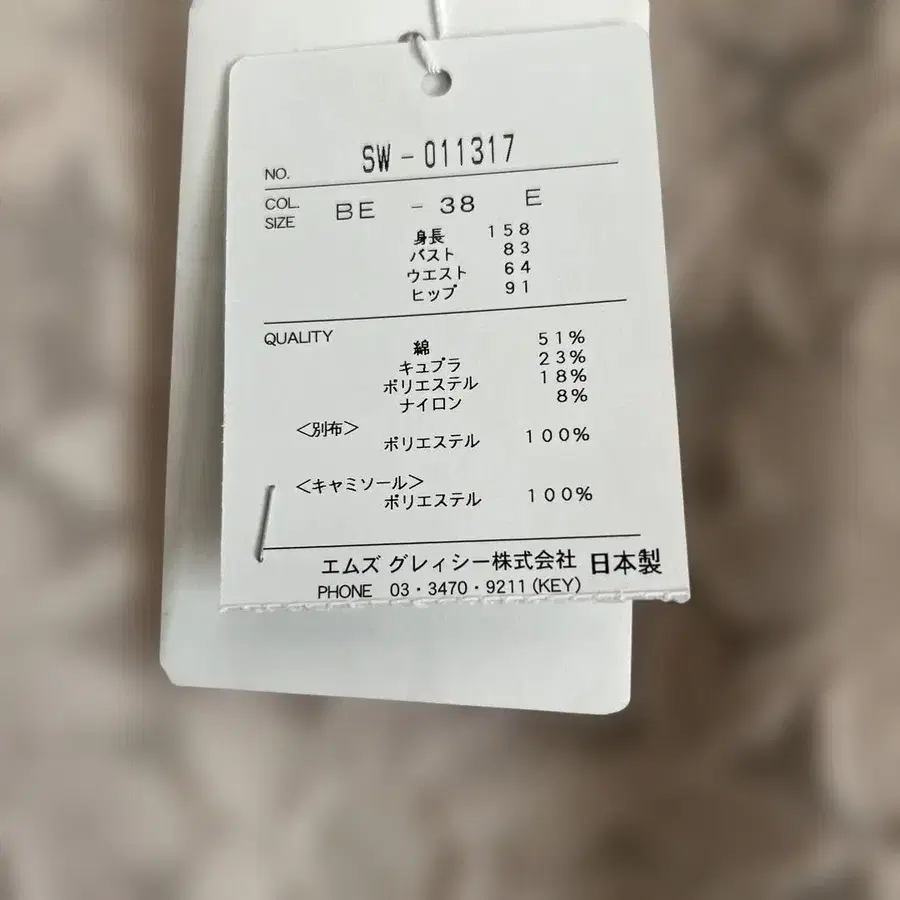 NO. SW-011317
COL. SIZE BE - 38 E
身長 158
バスト 83
ウエスト 64
ヒップ 91
QUALITY
綿 51%
キュプラ 23%
ポリエステル 18%
ナイロン 8%
<別布>
ポリエステル 100%
<キャミソール>
ポリエステル 100%
エムズ グレィシー株式会社 日本製
PHONE 03・3470・9211 (KEY)